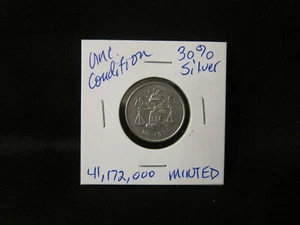 Unc. 30%
Condition Silver
41,172,000 MINTED